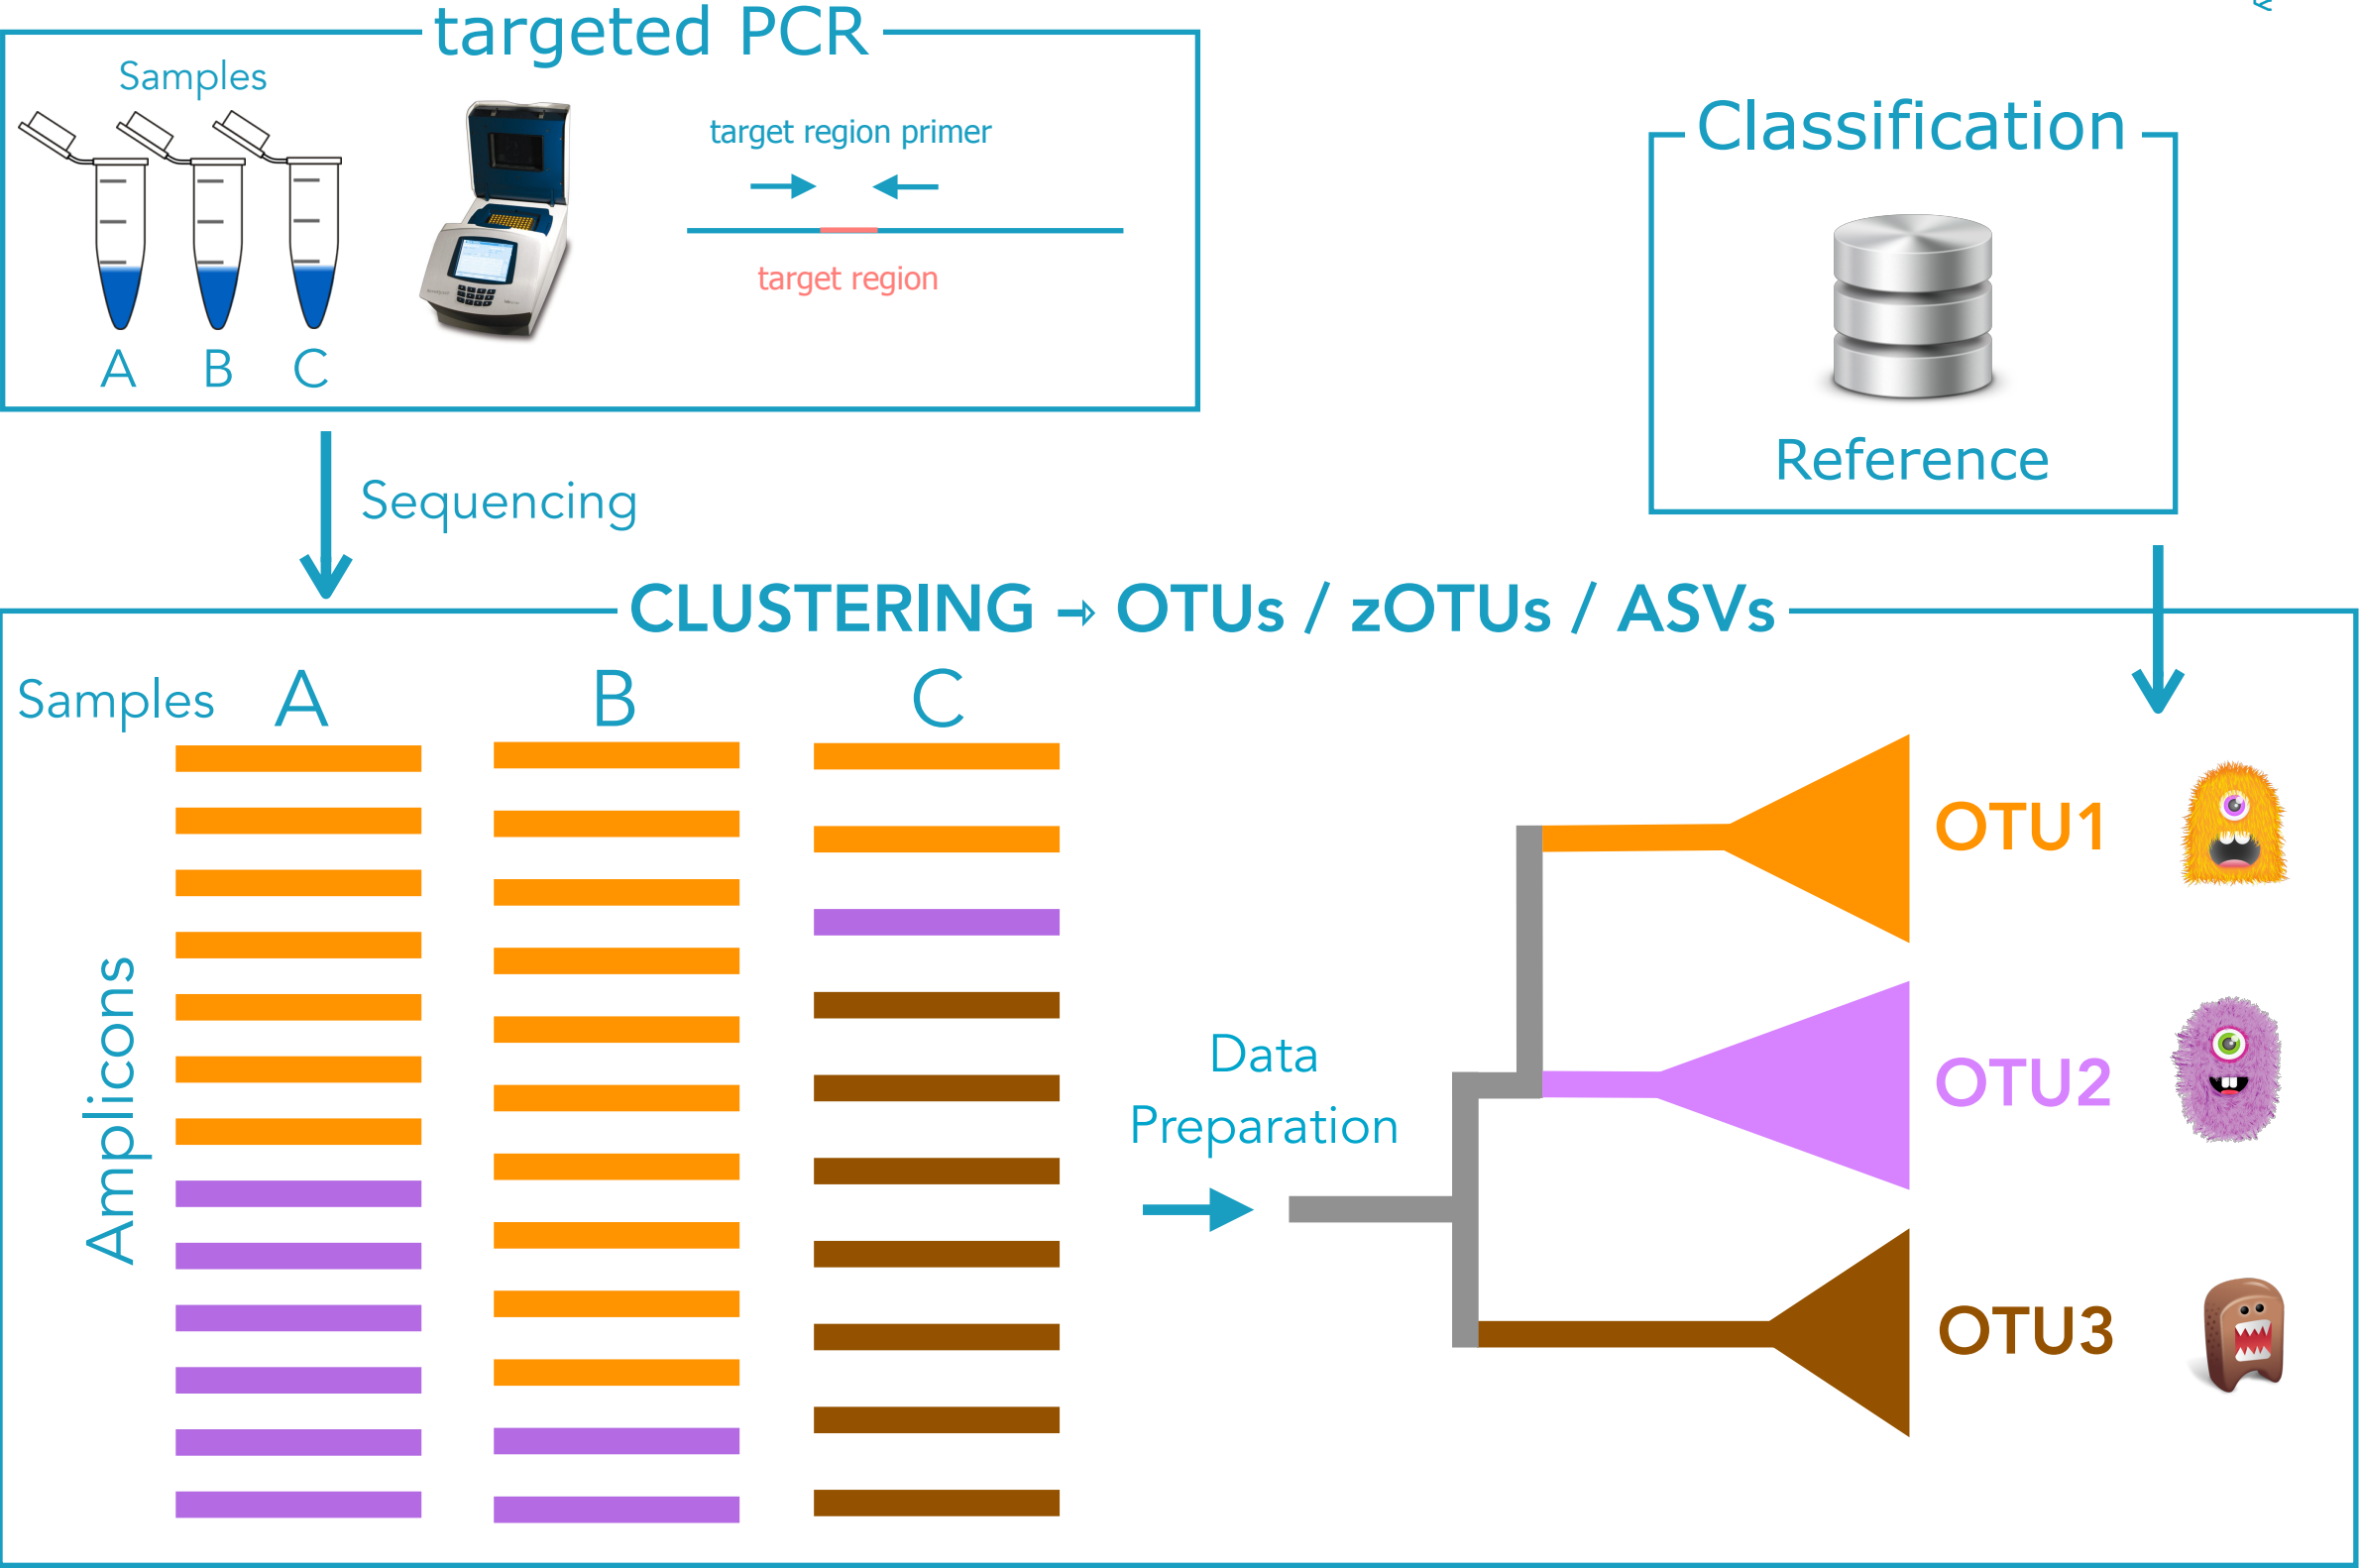 targeted PCR
Samples
target region primer
target region
A B C
Classification
Reference
Sequencing
CLUSTERING → OTUs / zOTUs / ASVs
Samples A B C
Amplicons
Data
Preparation
OTU1
OTU2
OTU3